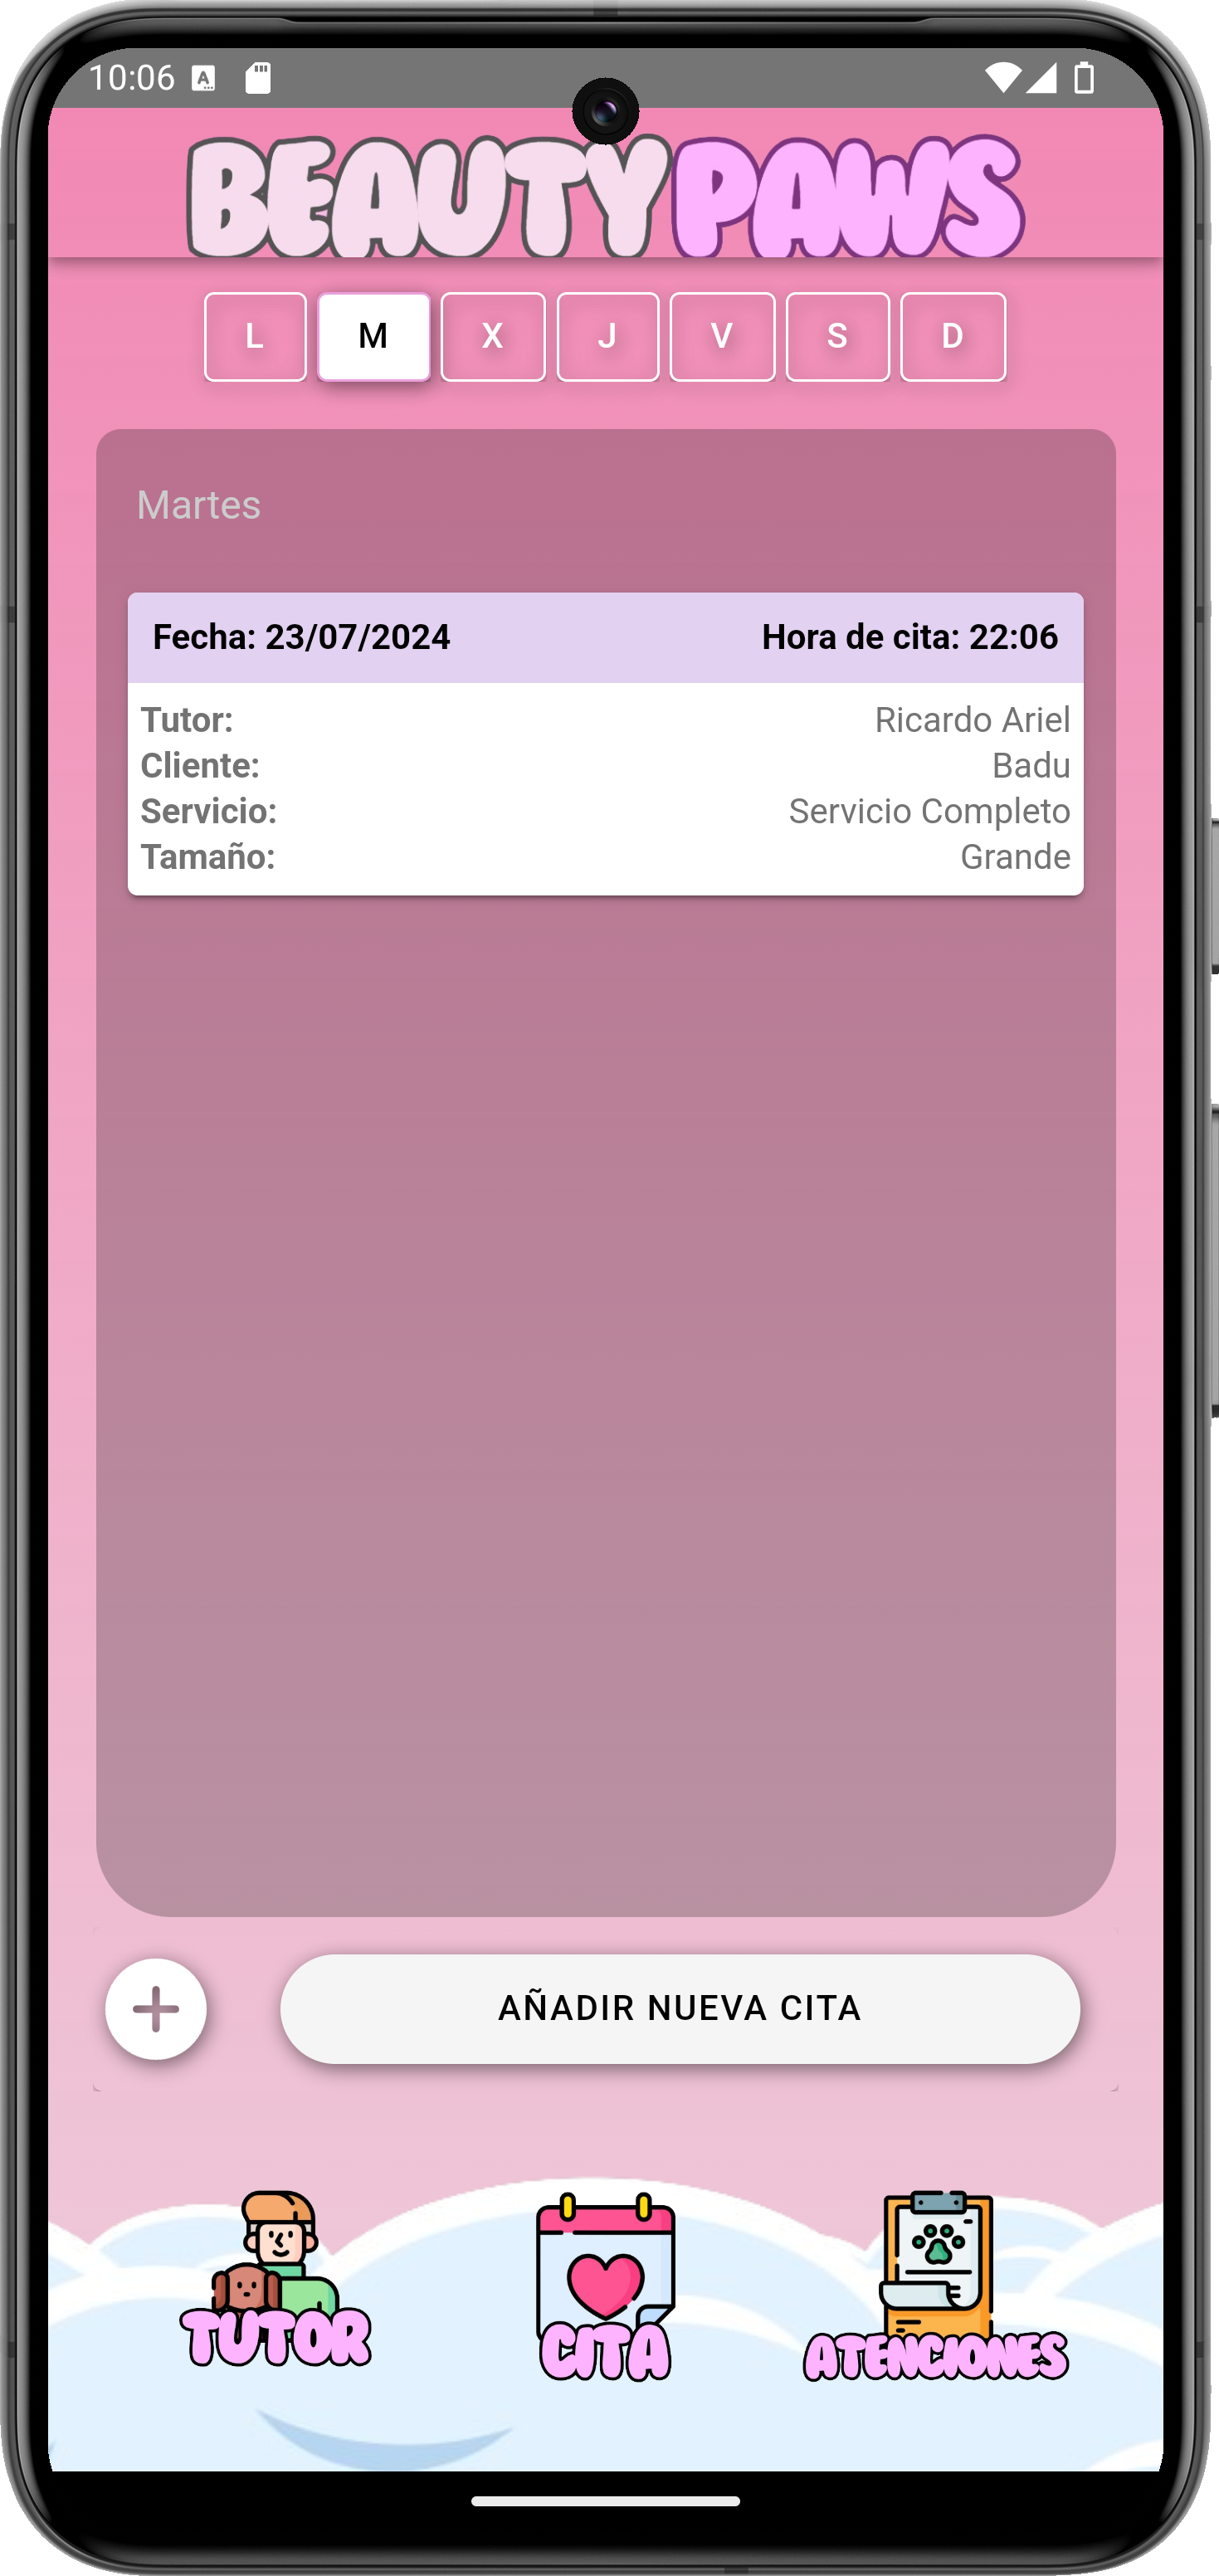 10:06
BEAUTYPAWS
L M X J V S D
Martes
Fecha: 23/07/2024 Hora de cita: 22:06
Tutor: Ricardo Ariel
Cliente: Badu
Servicio: Servicio Completo
Tamaño: Grande
AÑADIR NUEVA CITA
TUTOR CITA ATENCIONES